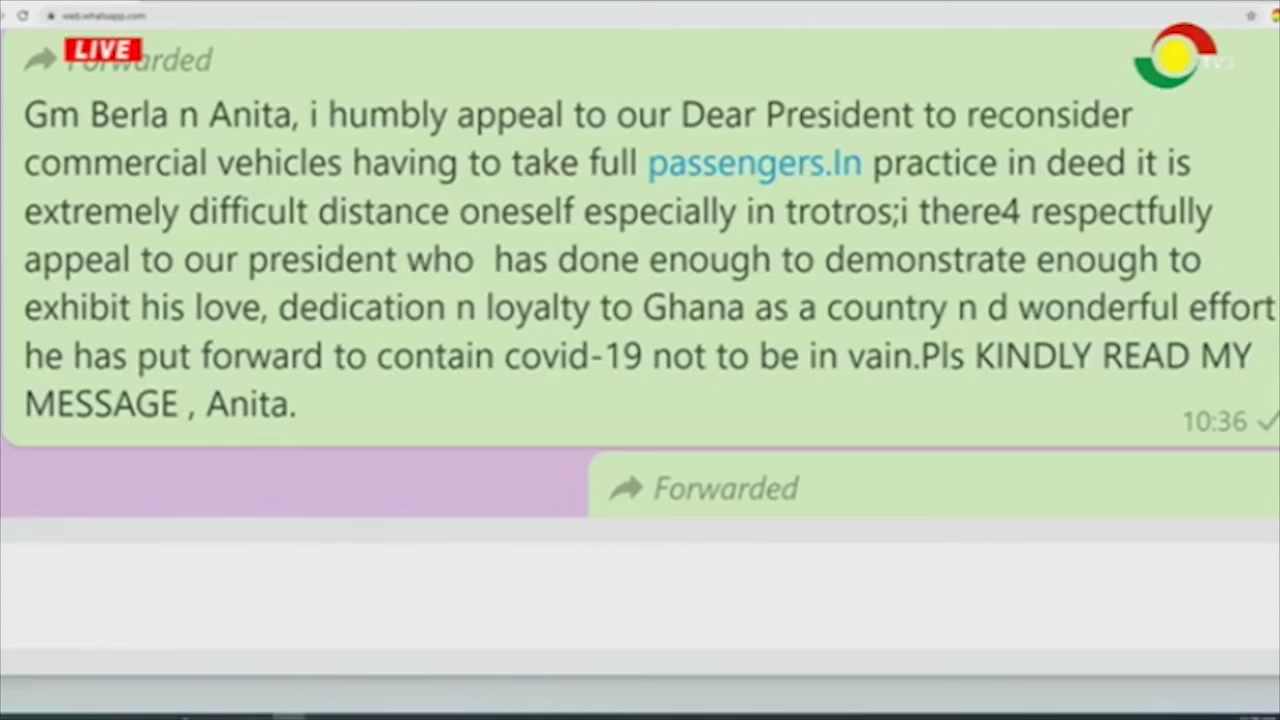 web.whatsapp.com
LIVE
Forwarded
Gm Berla n Anita, i humbly appeal to our Dear President to reconsider
commercial vehicles having to take full passengers.In practice in deed it is
extremely difficult distance oneself especially in trotros;i there4 respectfully
appeal to our president who has done enough to demonstrate enough to
exhibit his love, dedication n loyalty to Ghana as a country n d wonderful effort
he has put forward to contain covid-19 not to be in vain.Pls KINDLY READ MY
MESSAGE , Anita.
10:36
Forwarded